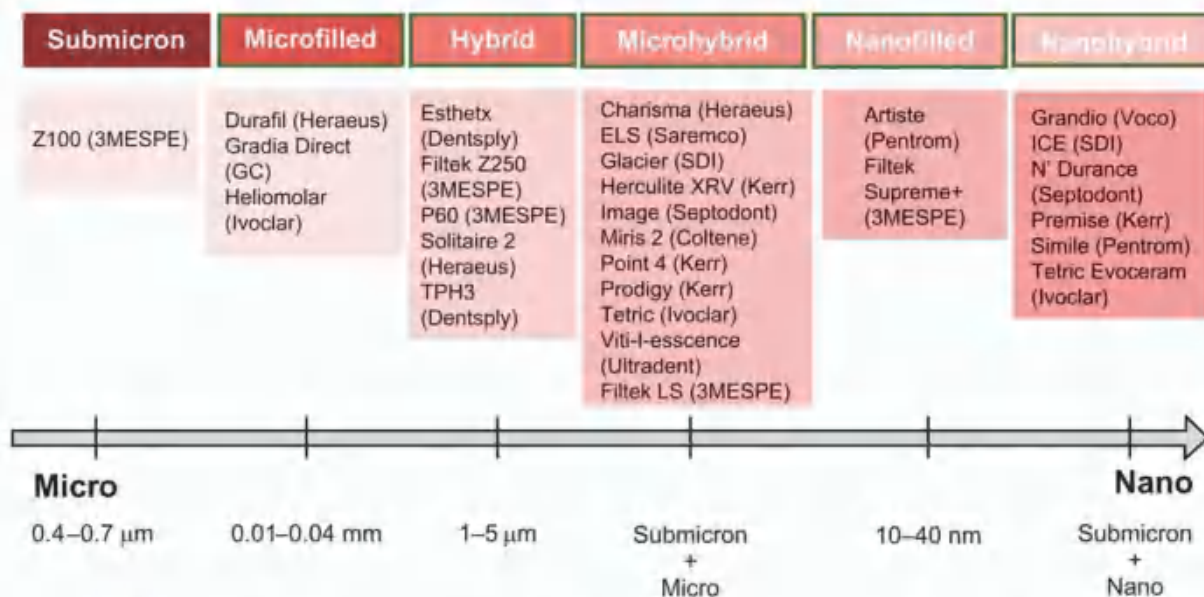 Submicron
Microfilled
Hybrid
Microhybrid
Nanofilled
Nanohybrid
Z100 (3MESPE)
Durafil (Heraeus)
Gradia Direct
(GC)
Heliomolar
(Ivoclar)
Esthetx
(Dentsply)
Filtek Z250
(3MESPE)
P60 (3MESPE)
Solitaire 2
(Heraeus)
TPH3
(Dentsply)
Charisma (Heraeus)
ELS (Saremco)
Glacier (SDI)
Herculite XRV (Kerr)
Image (Septodont)
Miris 2 (Coltene)
Point 4 (Kerr)
Prodigy (Kerr)
Tetric (Ivoclar)
Viti-l-esscence
(Ultradent)
Filtek LS (3MESPE)
Artiste
(Pentrom)
Filtek
Supreme+
(3MESPE)
Grandio (Voco)
ICE (SDI)
N' Durance
(Septodont)
Premise (Kerr)
Simile (Pentrom)
Tetric Evoceram
(Ivoclar)
Micro
Nano
0.4–0.7 μm
0.01–0.04 mm
1–5 μm
Submicron
+
Micro
10–40 nm
Submicron
+
Nano